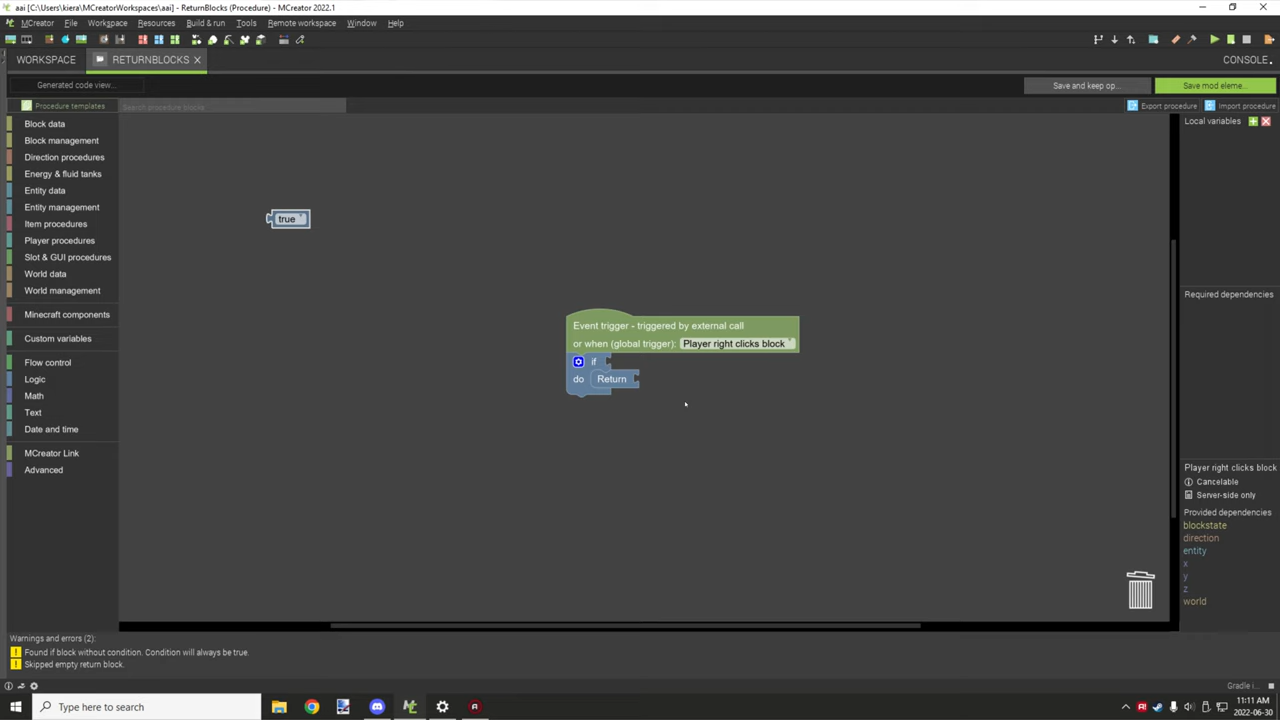 aai [C:\Users\kiera\MCreatorWorkspaces\aai] - ReturnBlocks (Procedure) - MCreator 2022.1
MCreator File Workspace Resources Build & run Tools Remote workspace Window Help
WORKSPACE RETURNBLOCKS CONSOLE
Generated code view... Save and keep op... Save mod eleme...
Procedure templates Search procedure blocks Export procedure Import procedure
Block data
Block management
Direction procedures
Energy & fluid tanks
Entity data
Entity management
Item procedures
Player procedures
Slot & GUI procedures
World data
World management
Minecraft components
Custom variables
Flow control
Logic
Math
Text
Date and time
MCreator Link
Advanced
true
Event trigger - triggered by external call
or when (global trigger): Player right clicks block
if
do Return
Local variables
Required dependencies
Player right clicks block
Cancelable
Server-side only
Provided dependencies:
blockstate
direction
entity
x
y
z
world
Warnings and errors (2):
Found if block without condition. Condition will always be true.
Skipped empty return block.
Gradle i...
Type here to search
11:11 AM
2022-06-30